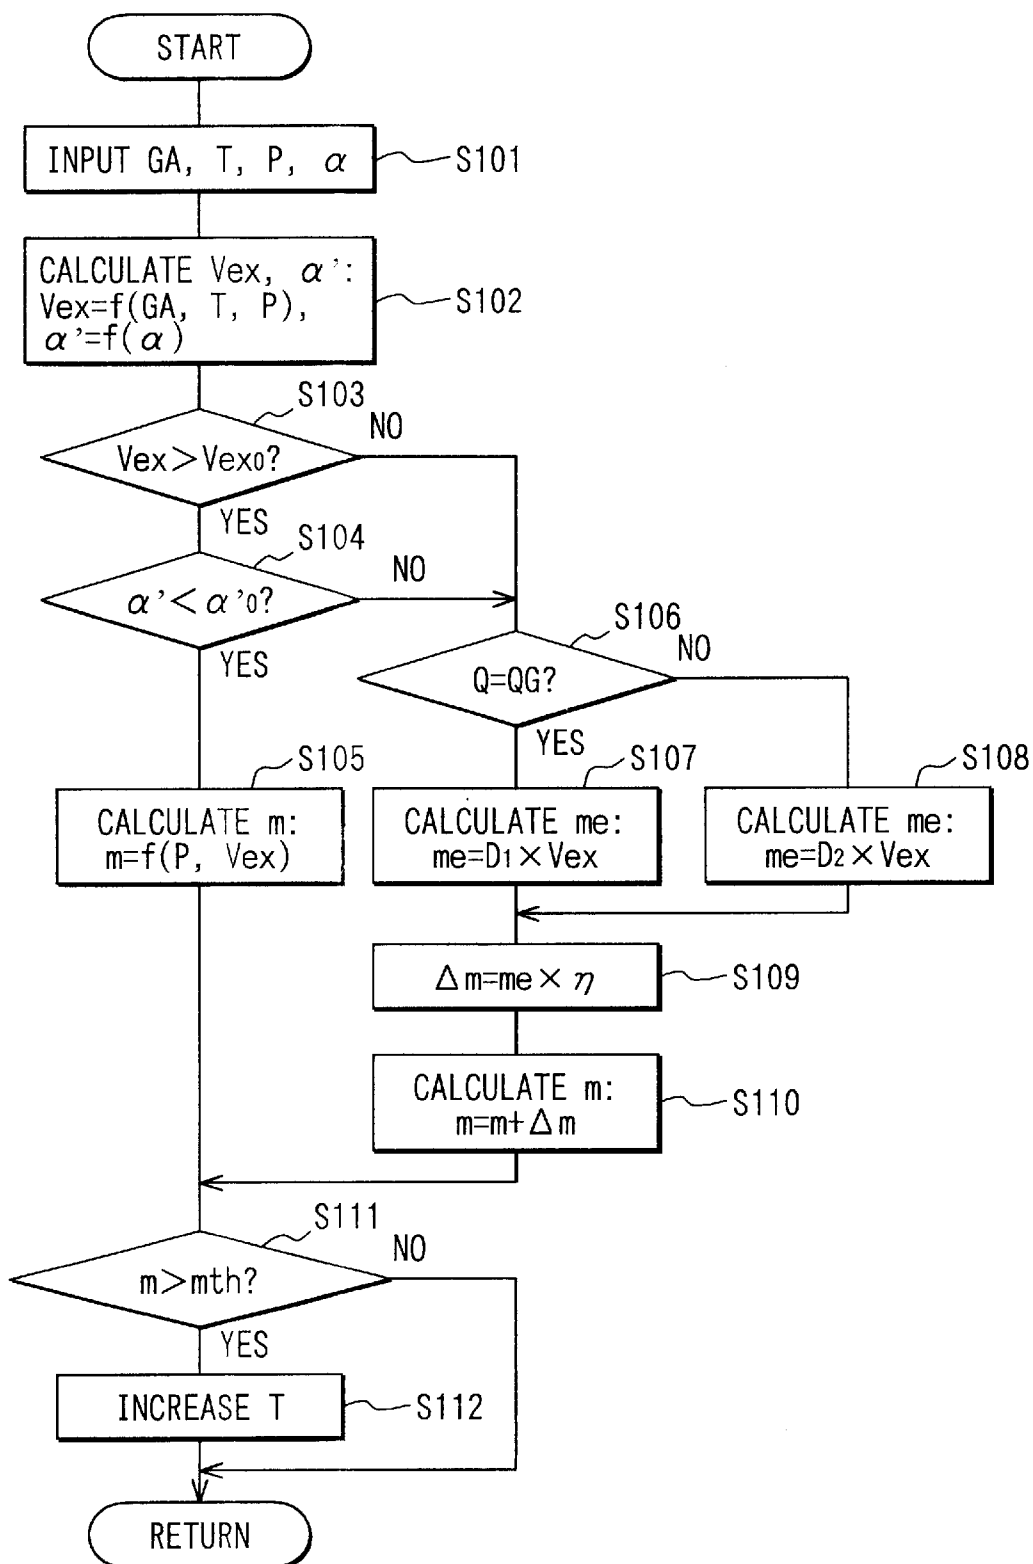 START
INPUT GA, T, P, α
S101
CALCULATE Vex, α':
Vex=f(GA, T, P),
α'=f(α)
S102
S103
Vex>Vex0?
NO
YES
S104
α'<α'0?
NO
YES
S106
Q=QG?
NO
YES
S105
CALCULATE m:
m=f(P, Vex)
S107
CALCULATE me:
me=D1×Vex
S108
CALCULATE me:
me=D2×Vex
Δm=me×η
S109
CALCULATE m:
m=m+Δm
S110
S111
m>mth?
NO
YES
INCREASE T
S112
RETURN